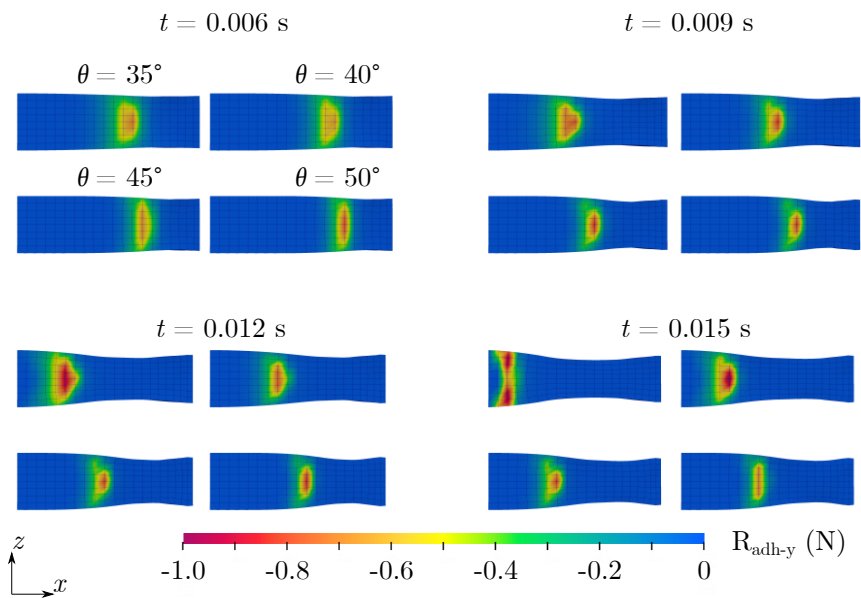 t = 0.006 s
t = 0.009 s
θ = 35°
θ = 40°
θ = 45°
θ = 50°
t = 0.012 s
t = 0.015 s
z
x
R_adh-y (N)
-1.0
-0.8
-0.6
-0.4
-0.2
0